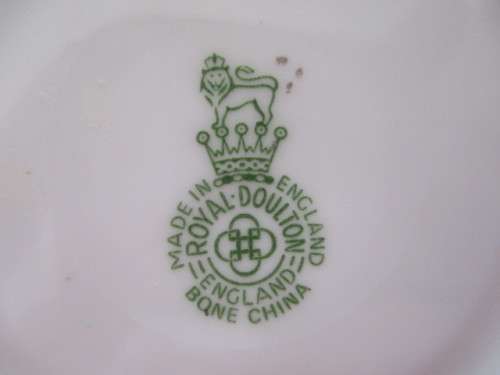 MADE IN ENGLAND
ROYAL·DOULTON
ENGLAND
BONE CHINA